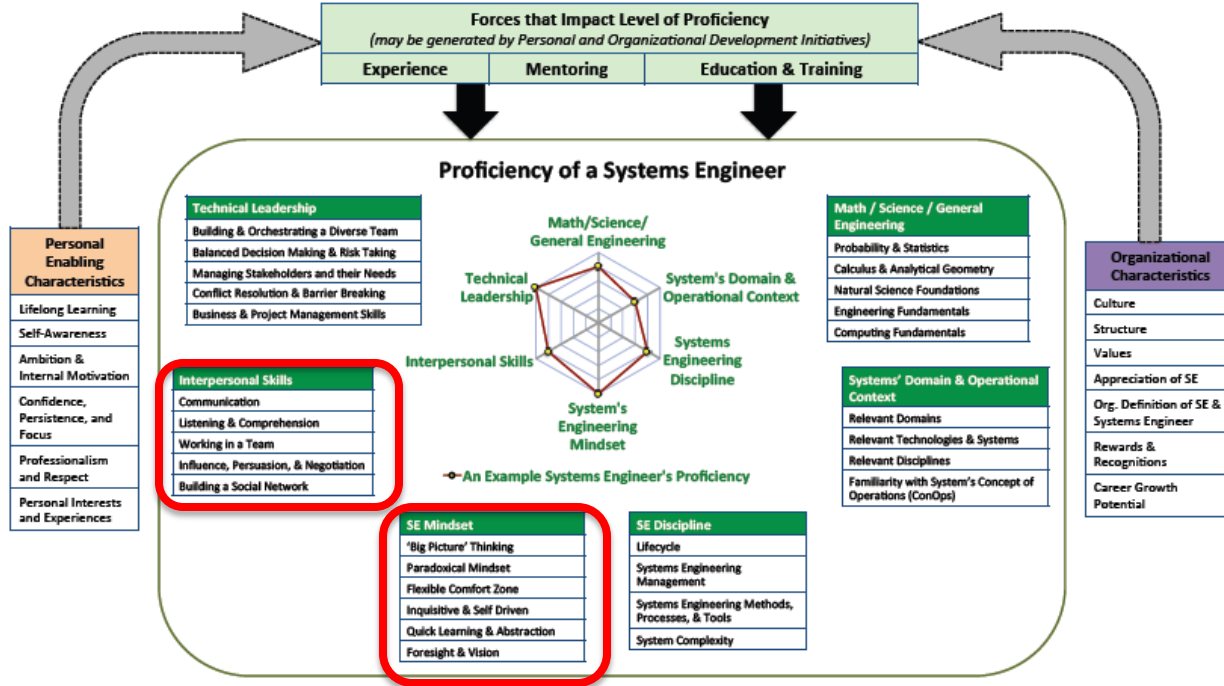 Forces that Impact Level of Proficiency
(may be generated by Personal and Organizational Development Initiatives)
Experience
Mentoring
Education & Training
Proficiency of a Systems Engineer
Personal
Enabling
Characteristics
Lifelong Learning
Self-Awareness
Ambition &
Internal Motivation
Confidence,
Persistence, and
Focus
Professionalism
and Respect
Personal Interests
and Experiences
Technical Leadership
Building & Orchestrating a Diverse Team
Balanced Decision Making & Risk Taking
Managing Stakeholders and their Needs
Conflict Resolution & Barrier Breaking
Business & Project Management Skills
Interpersonal Skills
Communication
Listening & Comprehension
Working in a Team
Influence, Persuasion, & Negotiation
Building a Social Network
Math/Science/
General Engineering
System's Domain &
Operational Context
Systems
Engineering
Discipline
System's
Engineering
Mindset
Interpersonal Skills
Technical
Leadership
An Example Systems Engineer's Proficiency
SE Mindset
'Big Picture' Thinking
Paradoxical Mindset
Flexible Comfort Zone
Inquisitive & Self Driven
Quick Learning & Abstraction
Foresight & Vision
SE Discipline
Lifecycle
Systems Engineering
Management
Systems Engineering Methods,
Processes, & Tools
System Complexity
Math / Science / General
Engineering
Probability & Statistics
Calculus & Analytical Geometry
Natural Science Foundations
Engineering Fundamentals
Computing Fundamentals
Systems' Domain & Operational
Context
Relevant Domains
Relevant Technologies & Systems
Relevant Disciplines
Familiarity with System's Concept of
Operations (ConOps)
Organizational
Characteristics
Culture
Structure
Values
Appreciation of SE
Org. Definition of SE &
Systems Engineer
Rewards &
Recognitions
Career Growth
Potential